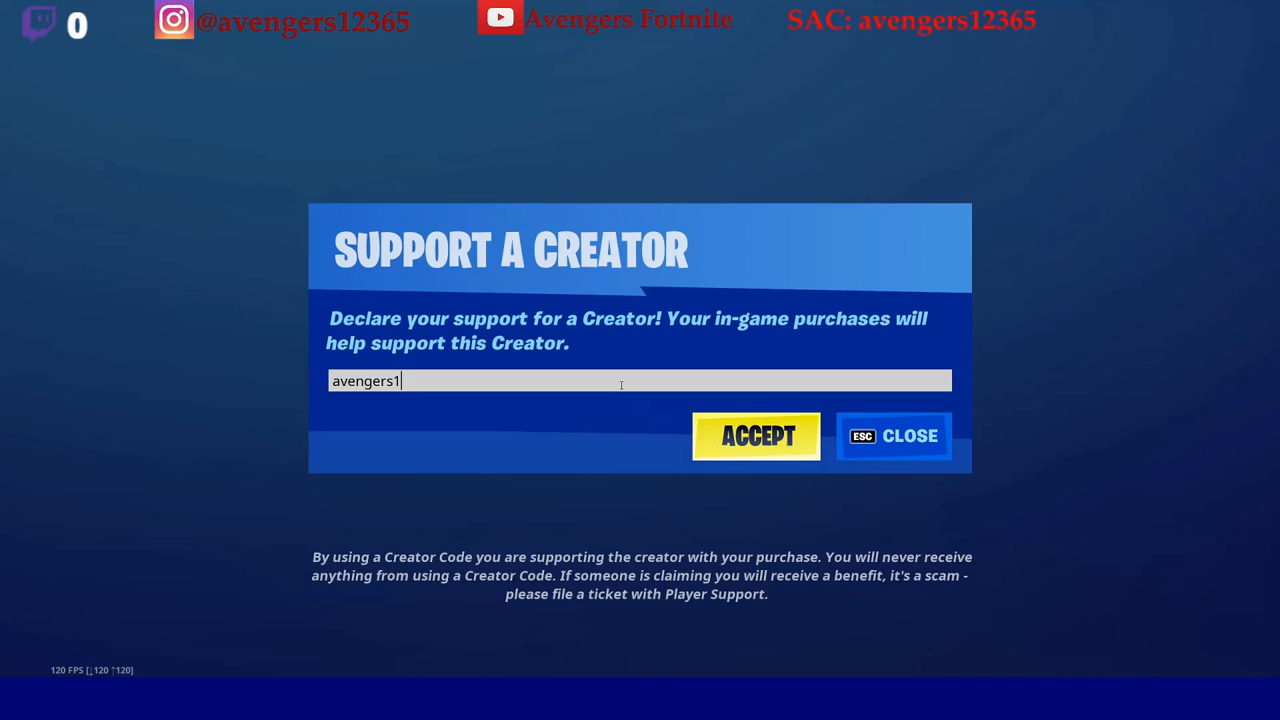 0 @avengers12365 Avengers Fortnite SAC: avengers12365
SUPPORT A CREATOR
Declare your support for a Creator! Your in-game purchases will
help support this Creator.
avengers1
ACCEPT ESC CLOSE
By using a Creator Code you are supporting the creator with your purchase. You will never receive
anything from using a Creator Code. If someone is claiming you will receive a benefit, it's a scam -
please file a ticket with Player Support.
120 FPS [↓120 ↑120]